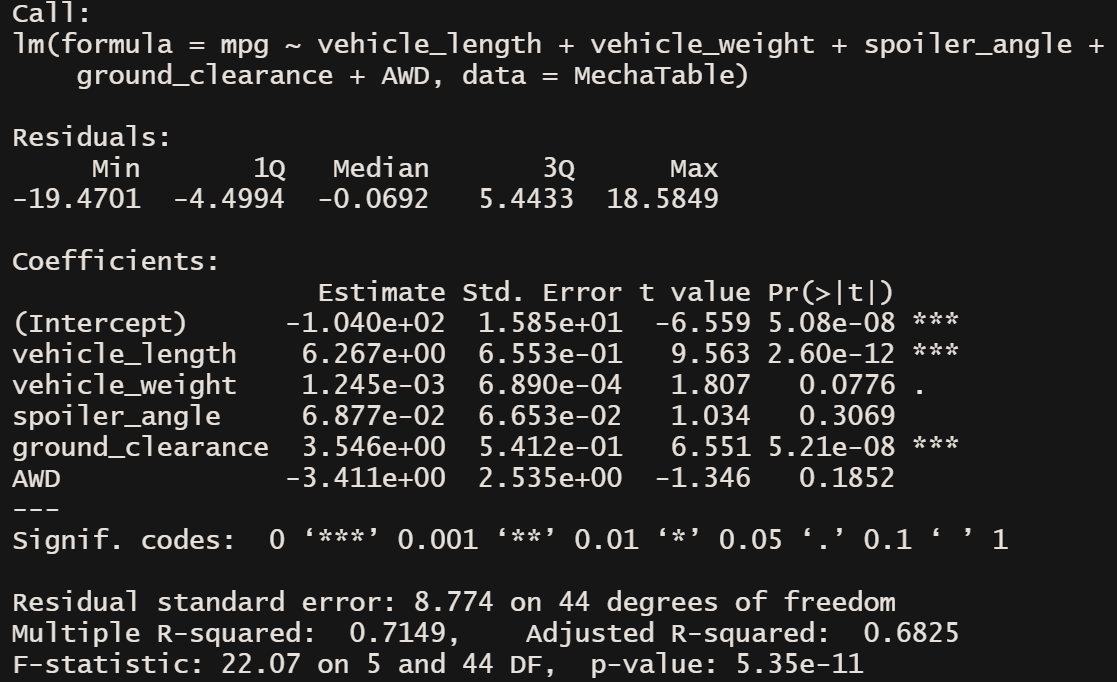 Call:
lm(formula = mpg ~ vehicle_length + vehicle_weight + spoiler_angle +
    ground_clearance + AWD, data = MechaTable)

Residuals:
     Min       1Q   Median       3Q      Max
-19.4701  -4.4994  -0.0692   5.4433  18.5849

Coefficients:
                   Estimate Std. Error t value Pr(>|t|)
(Intercept)      -1.040e+02  1.585e+01  -6.559 5.08e-08 ***
vehicle_length    6.267e+00  6.553e-01   9.563 2.60e-12 ***
vehicle_weight    1.245e-03  6.890e-04   1.807   0.0776 .
spoiler_angle     6.877e-02  6.653e-02   1.034   0.3069
ground_clearance  3.546e+00  5.412e-01   6.551 5.21e-08 ***
AWD              -3.411e+00  2.535e+00  -1.346   0.1852
---
Signif. codes:  0 ‘***’ 0.001 ‘**’ 0.01 ‘*’ 0.05 ‘.’ 0.1 ‘ ’ 1

Residual standard error: 8.774 on 44 degrees of freedom
Multiple R-squared:  0.7149,    Adjusted R-squared:  0.6825
F-statistic: 22.07 on 5 and 44 DF,  p-value: 5.35e-11